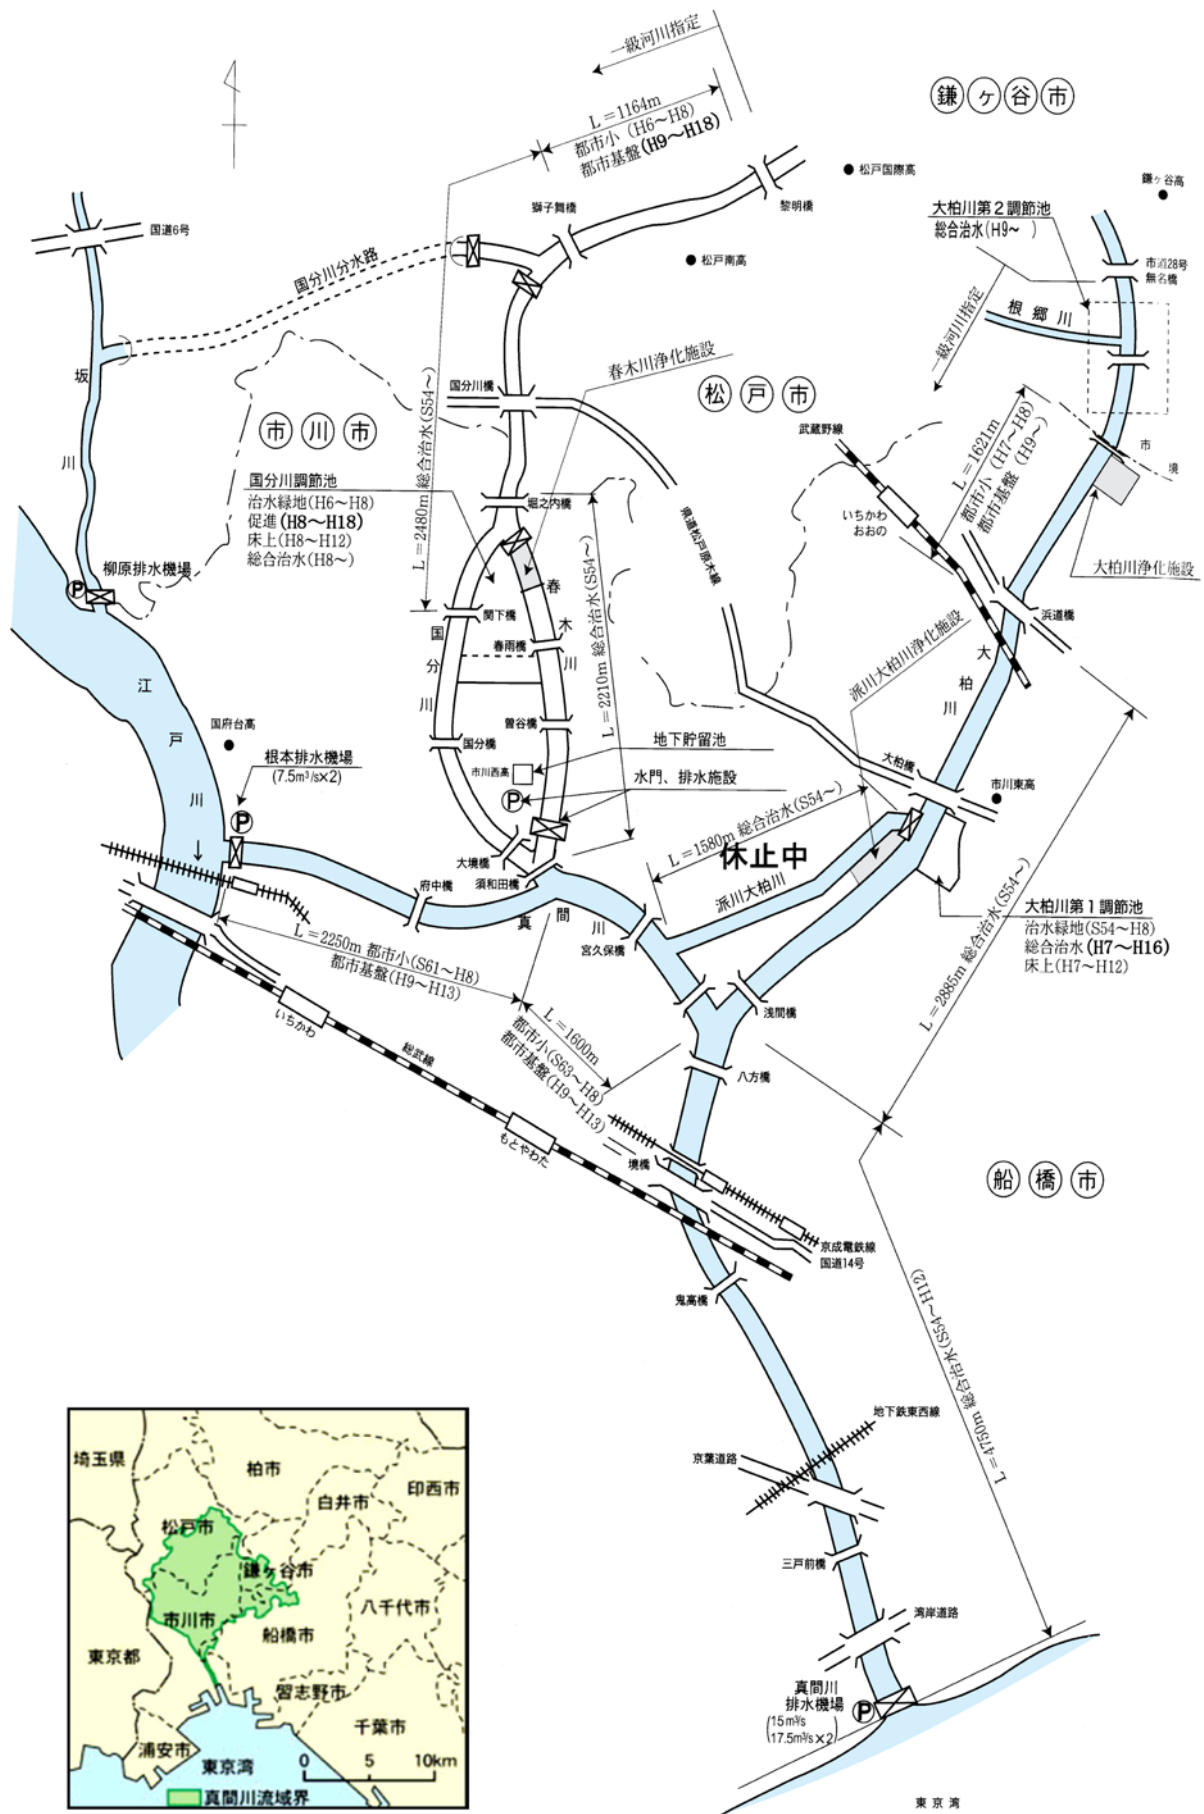 一級河川指定
L=1164m
都市小(H6〜H8)
都市基盤(H9〜H18)
鎌ヶ谷市
松戸国際高
鎌ヶ谷高
獅子舞橋
黎明橋
大柏川第2調節池
総合治水(H9〜 )
国道6号
国分川分水路
松戸南高
市道28号
無名橋
根郷川
一級河川指定
坂川
春木川浄化施設
国分川橋
松戸市
市川市
L=2480m 総合治水(S54〜)
武蔵野線
L=1621m
都市小(H7〜H8)
都市基盤(H9〜)
市境
国分川調節池
治水緑地(H6〜H8)
促進(H8〜H18)
床上(H8〜H12)
総合治水(H8〜)
堀之内橋
いちかわ
おおの
県道松戸原木線
大柏川浄化施設
柳原排水機場
P
春木川
関下橋
国分川
春雨橋
L=2210m 総合治水(S54〜)
浜道橋
派川大柏川浄化施設
大柏川
江戸川
国府台高
根本排水機場
(7.5m³/s×2)
P
曽谷橋
国分橋
地下貯留池
市川西高
水門、排水施設
P
大柏橋
市川東高
L=1580m 総合治水(S54〜)
休止中
大境橋
須和田橋
派川大柏川
府中橋
真間川
宮久保橋
大柏川第1調節池
治水緑地(S54〜H8)
総合治水(H7〜H16)
床上(H7〜H12)
L=2885m 総合治水(S54〜)
L=2250m 都市小(S61〜H8)
都市基盤(H9〜H13)
いちかわ
浅間橋
L=1600m
都市小(S63〜H8)
都市基盤(H9〜H13)
総武線
八方橋
もとやわた
境橋
船橋市
京成電鉄線
国道14号
鬼高橋
L=4750m 総合治水(S54〜H12)
地下鉄東西線
京葉道路
三戸前橋
湾岸道路
真間川
排水機場
(15m³/s
17.5m³/s×2)
P
東京湾
埼玉県
柏市
印西市
白井市
松戸市
鎌ヶ谷市
市川市
八千代市
船橋市
東京都
習志野市
千葉市
浦安市
東京湾
0 5 10km
真間川流域界